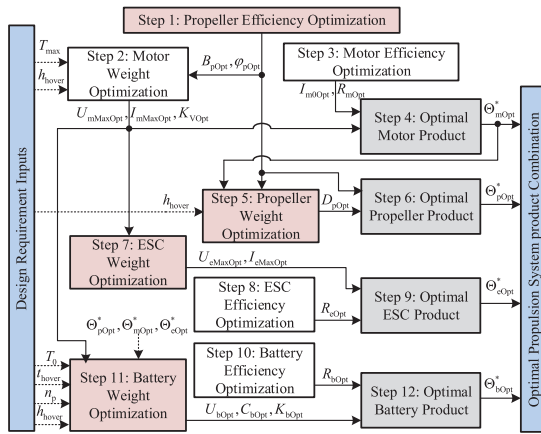 Step 1: Propeller Efficiency Optimization
T_max
h_hover
Step 2: Motor
Weight
Optimization
B_pOpt, φ_pOpt
Step 3: Motor Efficiency
Optimization
I_m0Opt, R_mOpt
U_mMaxOpt, I_mMaxOpt, K_VOpt
Step 4: Optimal
Motor Product
Θ*_mOpt
h_hover
Step 5: Propeller
Weight
Optimization
D_pOpt
Step 6: Optimal
Propeller Product
Θ*_pOpt
Step 7: ESC
Weight
Optimization
U_eMaxOpt, I_eMaxOpt
Step 8: ESC
Efficiency
Optimization
R_eOpt
Step 9: Optimal
ESC Product
Θ*_eOpt
Θ*_pOpt, Θ*_mOpt, Θ*_eOpt
Step 10: Battery
Efficiency
Optimization
R_bOpt
T_0
t_hover
n_p
h_hover
Step 11: Battery
Weight
Optimization
U_bOpt, C_bOpt, K_bOpt
Step 12: Optimal
Battery Product
Θ*_bOpt
Design Requirement Inputs
Optimal Propulsion System product Combination